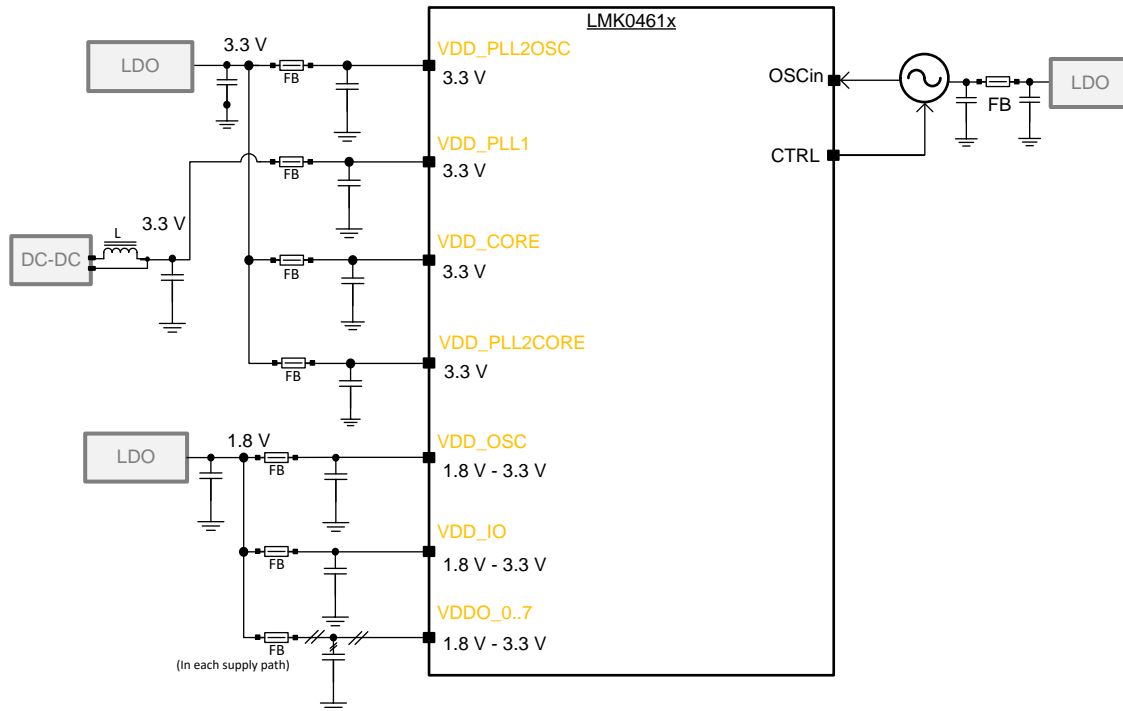 LMK0461x
3.3 V
VDD_PLL2OSC
LDO
FB
3.3 V
OSCin
FB
LDO
VDD_PLL1
CTRL
FB
3.3 V
3.3 V
L
VDD_CORE
DC-DC
FB
3.3 V
VDD_PLL2CORE
FB
3.3 V
1.8 V
VDD_OSC
LDO
FB
1.8 V - 3.3 V
VDD_IO
FB
1.8 V - 3.3 V
VDDO_0..7
FB
1.8 V - 3.3 V
(In each supply path)